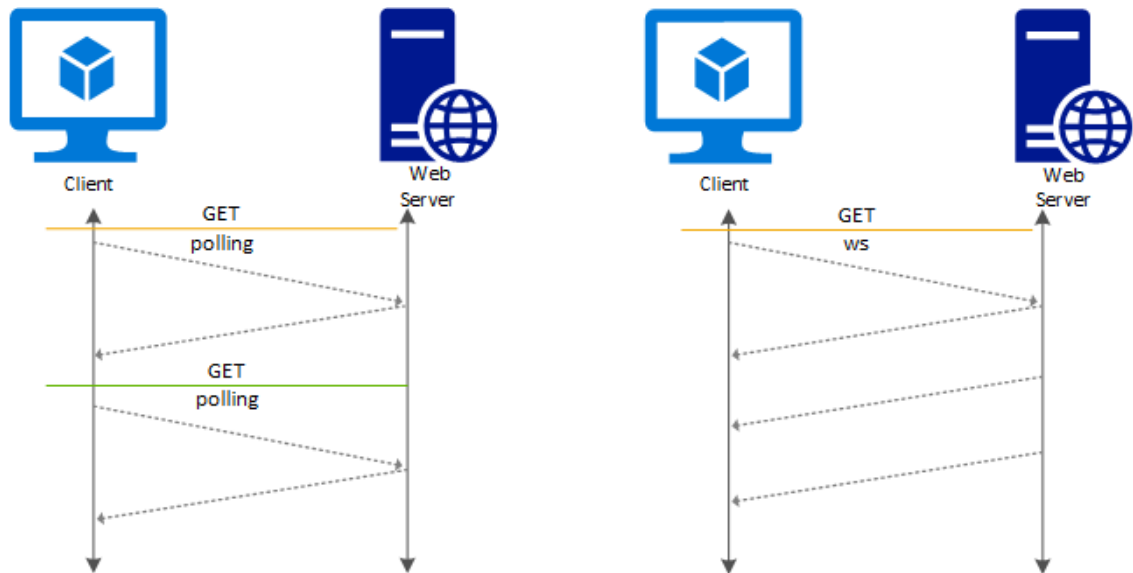 Client
Web
Server
GET
polling
GET
polling
Client
Web
Server
GET
ws